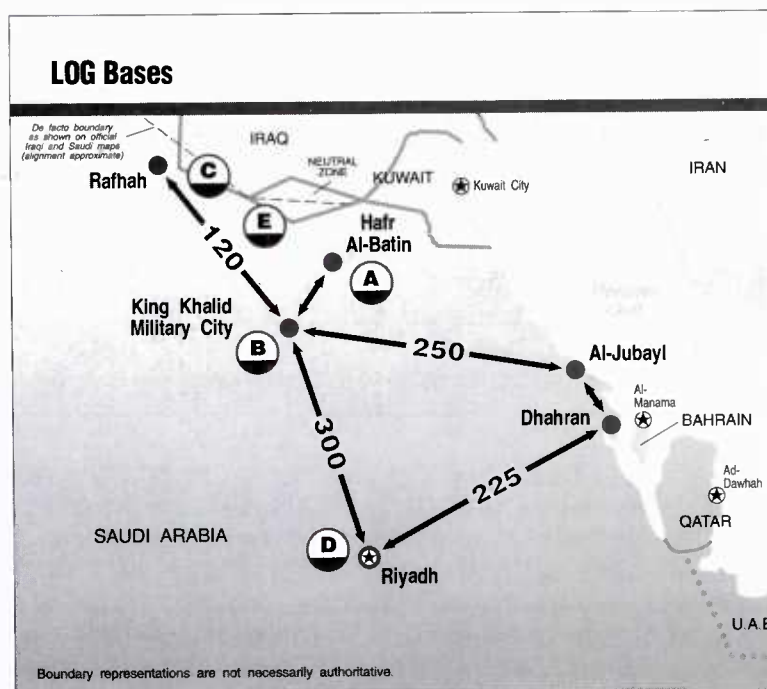 LOG Bases
De facto boundary
as shown on official
Iraqi and Saudi maps
(alignment approximate)
IRAQ
IRAN
NEUTRAL
ZONE
KUWAIT
Kuwait City
Rafhah
C
E
Hafr
Al-Batin
A
120
King Khalid
Military City
B
250
Al-Jubayl
Al-
Manama
Dhahran
BAHRAIN
300
225
Ad-
Dawhah
QATAR
SAUDI ARABIA
D
Riyadh
U.A.E
Boundary representations are not necessarily authoritative.